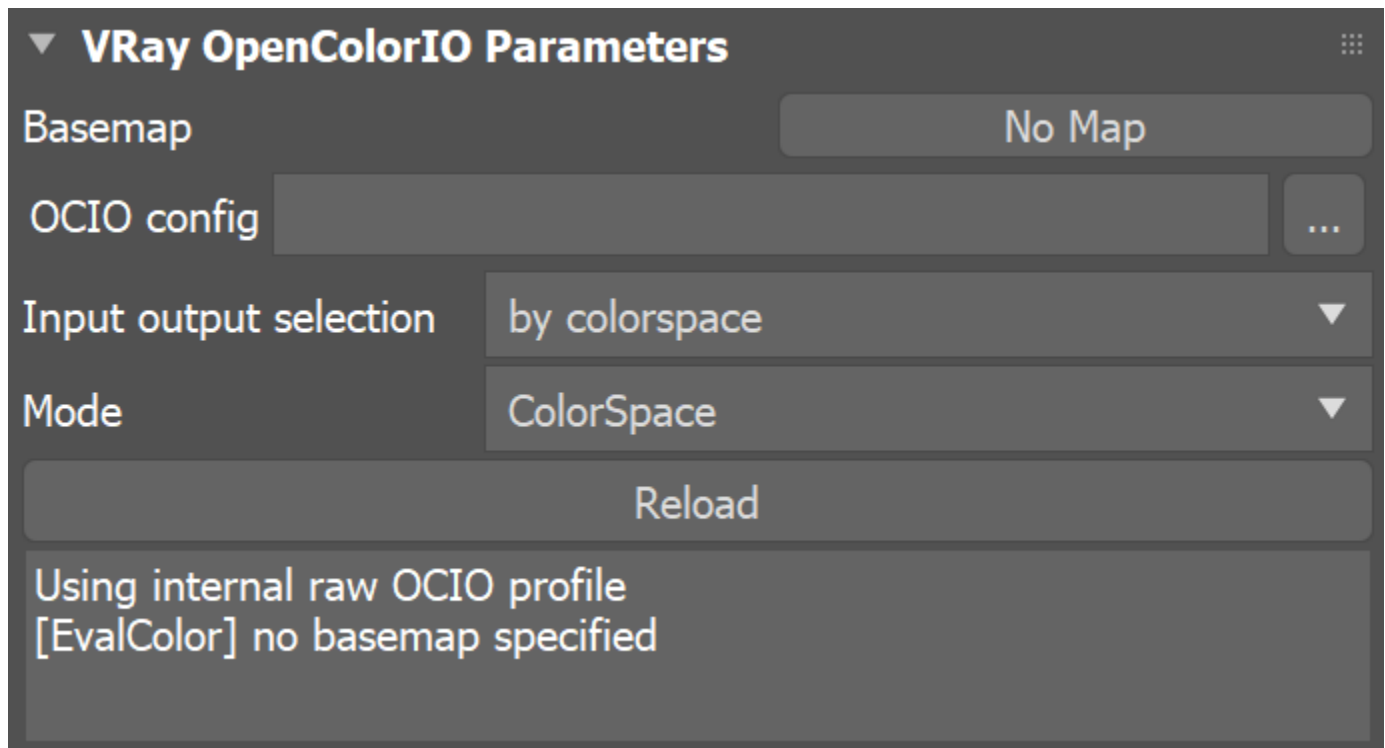 VRay OpenColorIO Parameters
Basemap No Map
OCIO config ...
Input output selection by colorspace
Mode ColorSpace
Reload
Using internal raw OCIO profile
[EvalColor] no basemap specified